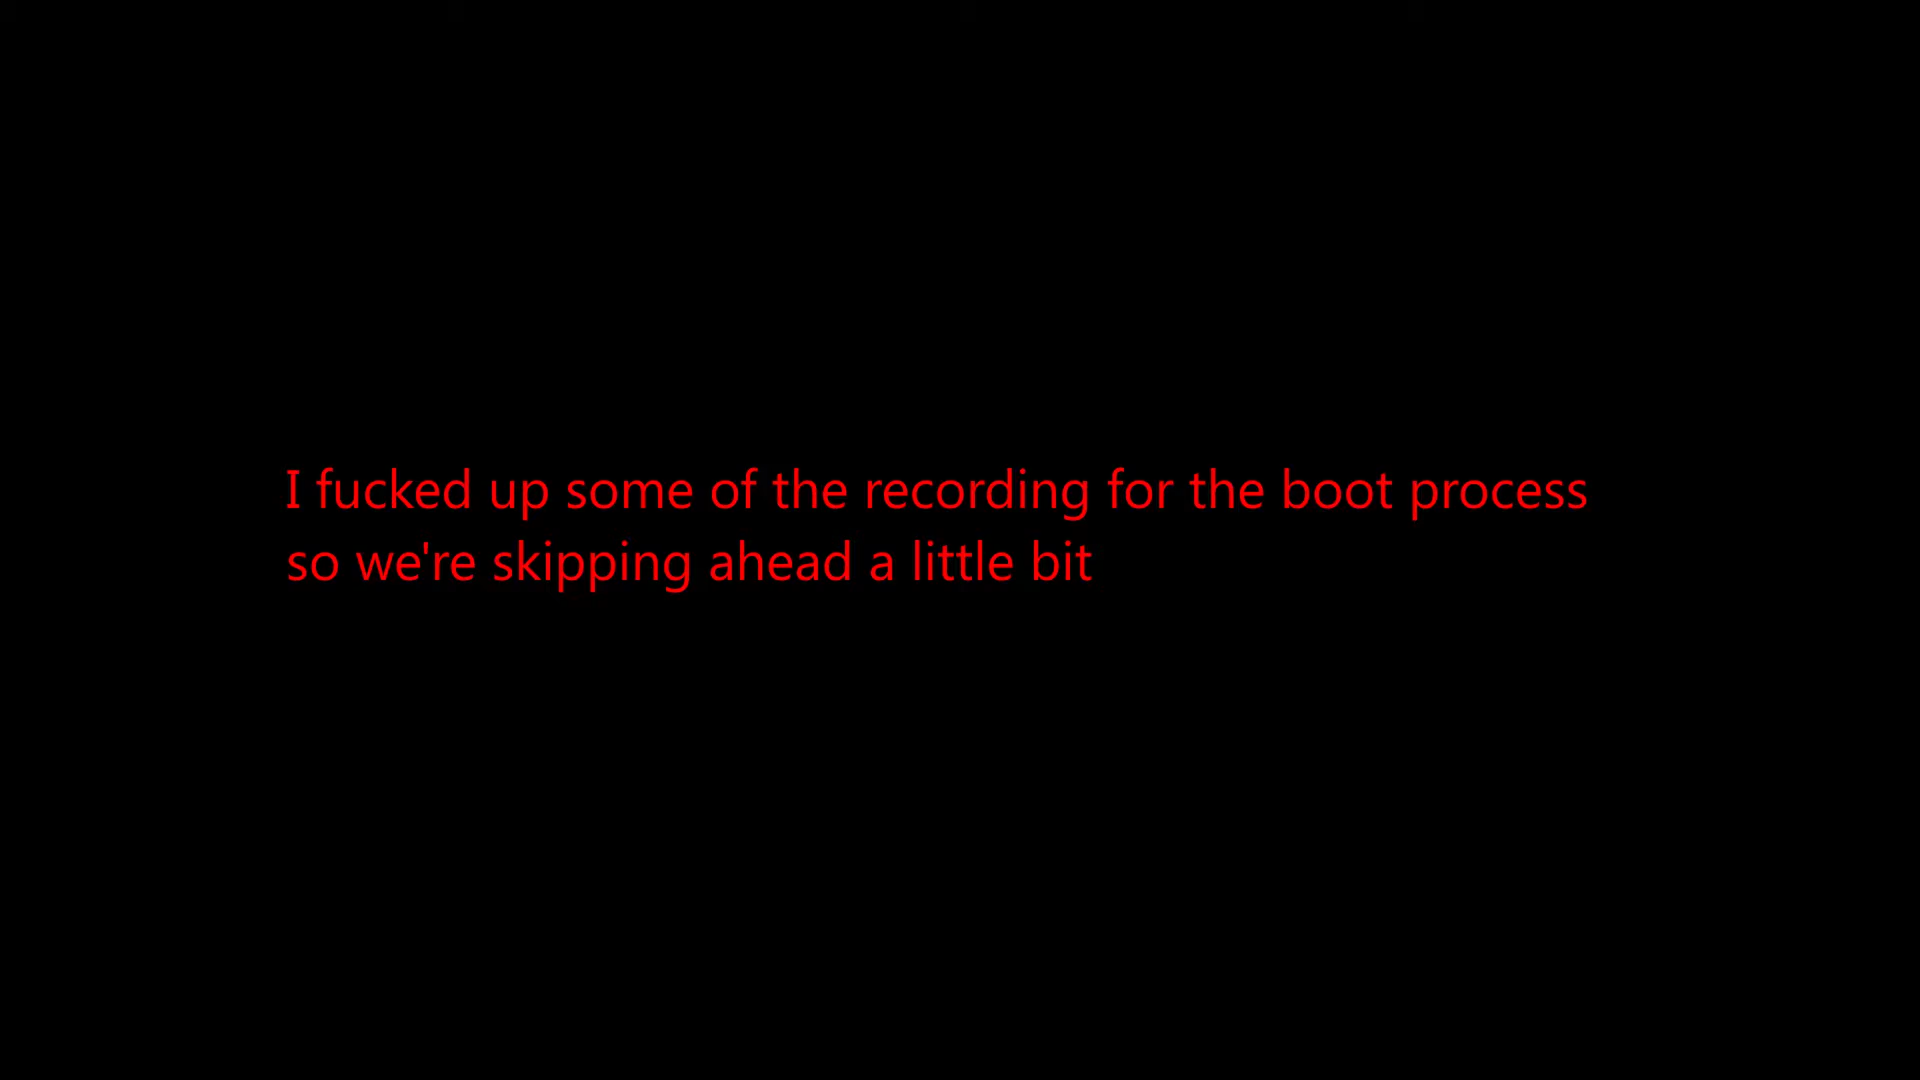 I fucked up some of the recording for the boot process
so we're skipping ahead a little bit